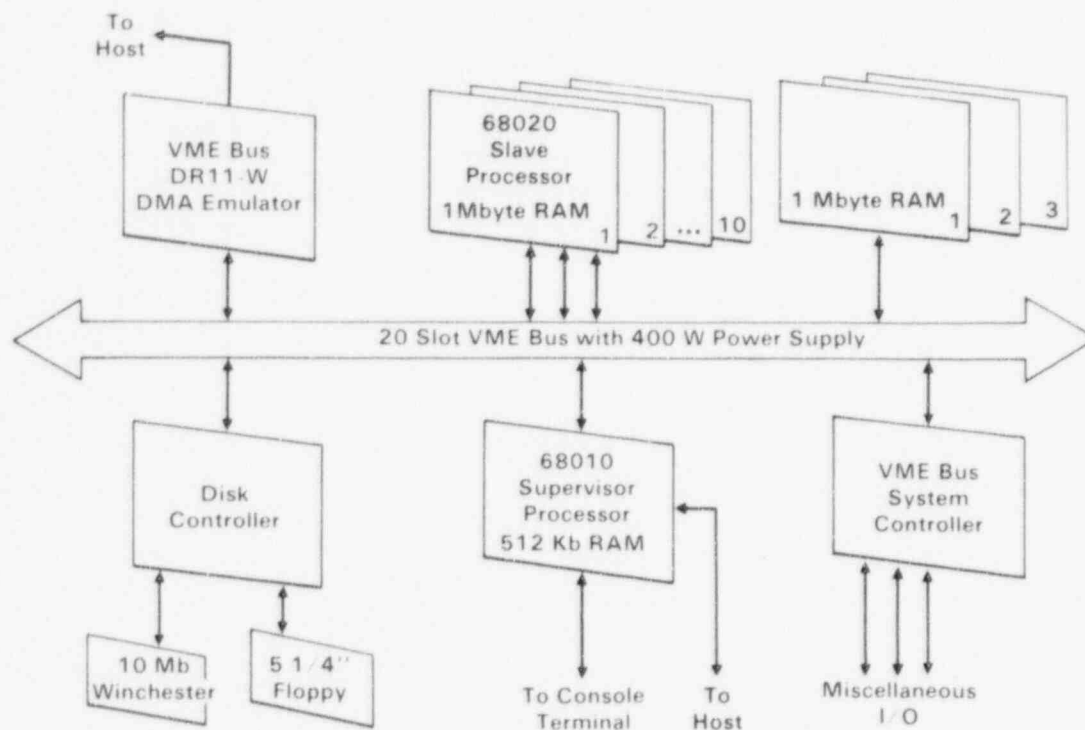 To
Host
VME Bus
DR11-W
DMA Emulator
68020
Slave
Processor
1Mbyte RAM
1
2
...
10
1 Mbyte RAM
1
2
3
20 Slot VME Bus with 400 W Power Supply
Disk
Controller
68010
Supervisor
Processor
512 Kb RAM
VME Bus
System
Controller
10 Mb
Winchester
5 1/4"
Floppy
To Console
Terminal
To
Host
Miscellaneous
I/O